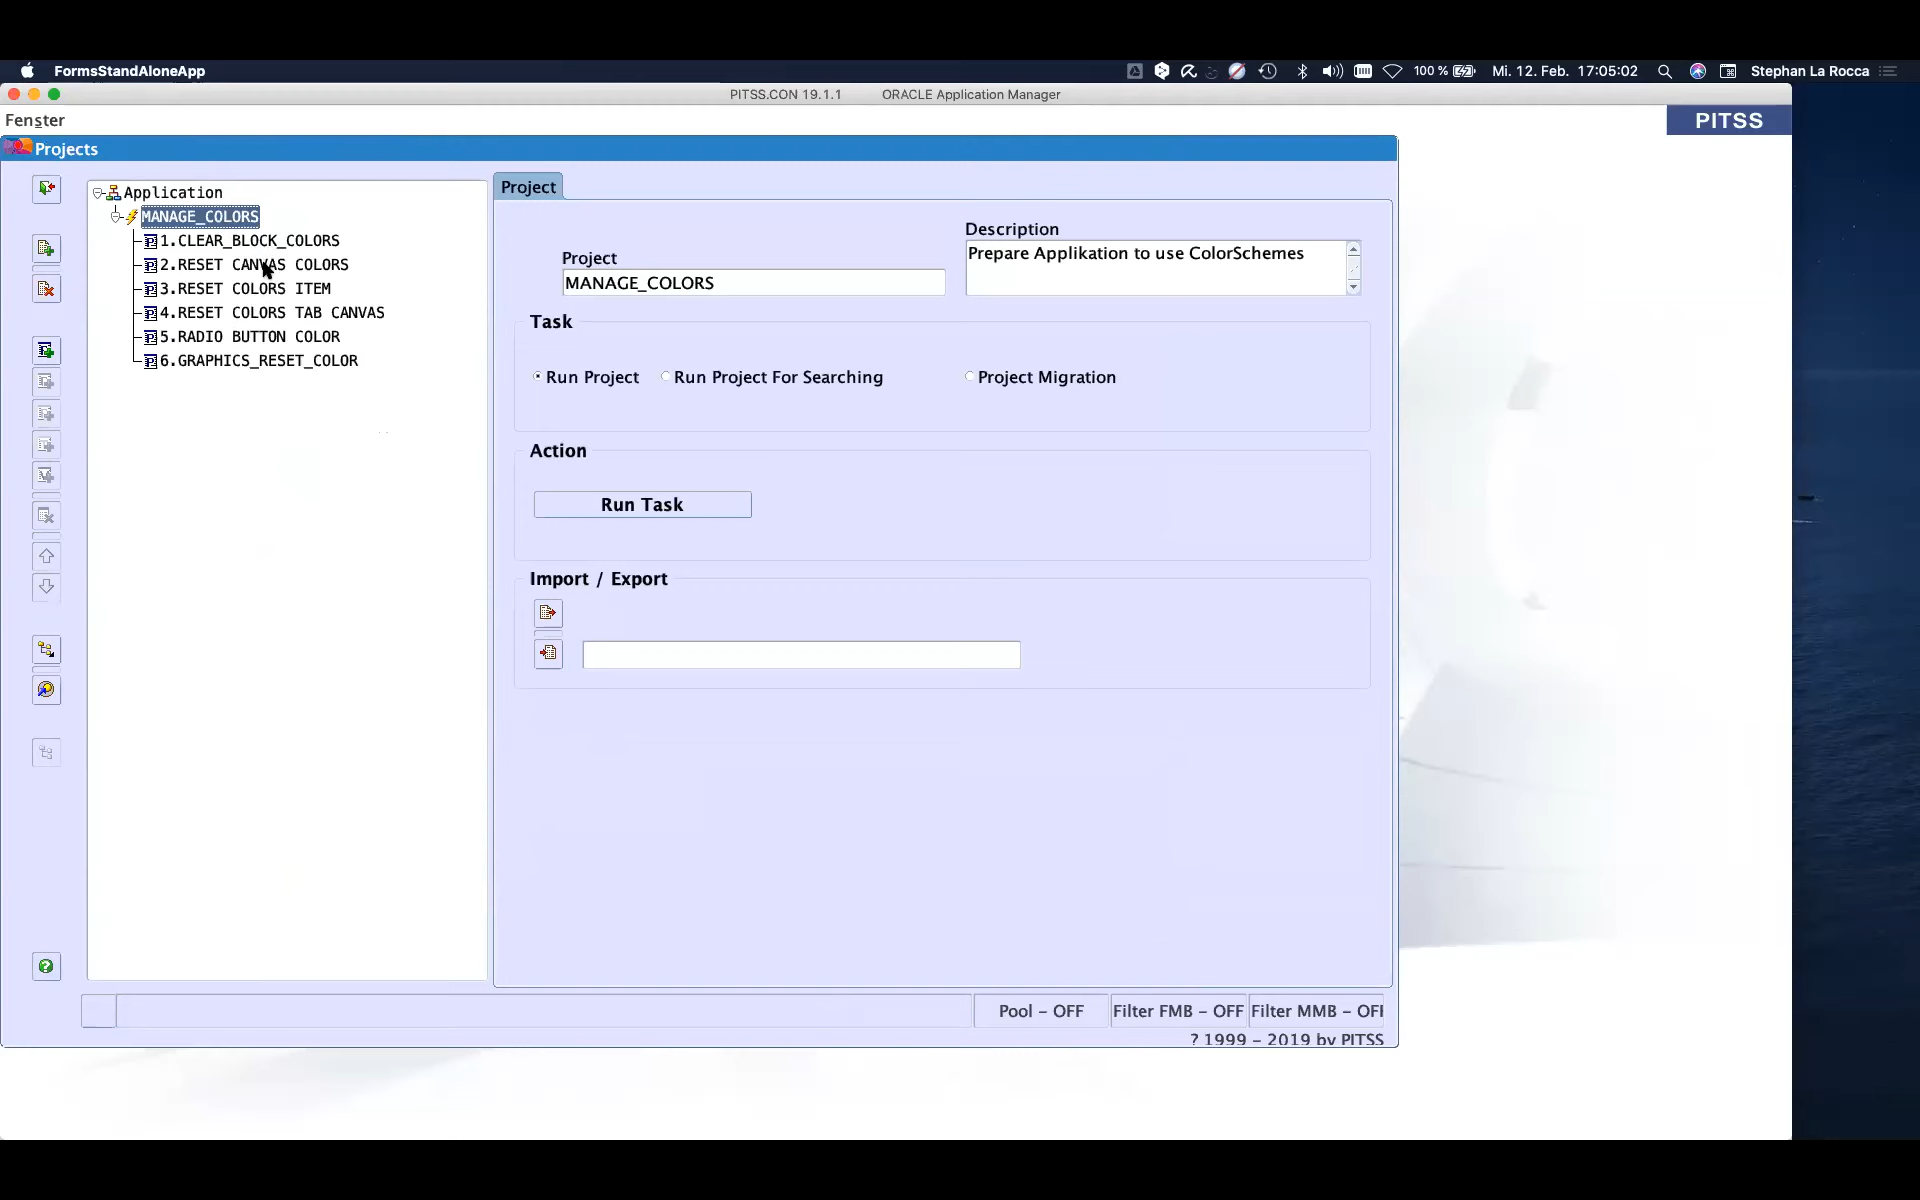 FormsStandAloneApp
100 %
Mi. 12. Feb. 17:05:02
Stephan La Rocca
PITSS.CON 19.1.1 ORACLE Application Manager
Fenster
PITSS
Projects
Application
MANAGE_COLORS
1.CLEAR_BLOCK_COLORS
2.RESET CANVAS COLORS
3.RESET COLORS ITEM
4.RESET COLORS TAB CANVAS
5.RADIO BUTTON COLOR
6.GRAPHICS_RESET_COLOR
Project
Project
MANAGE_COLORS
Description
Prepare Applikation to use ColorSchemes
Task
Run Project Run Project For Searching Project Migration
Action
Run Task
Import / Export
Pool - OFF Filter FMB - OFF Filter MMB - OFF
? 1999 - 2019 by PITSS